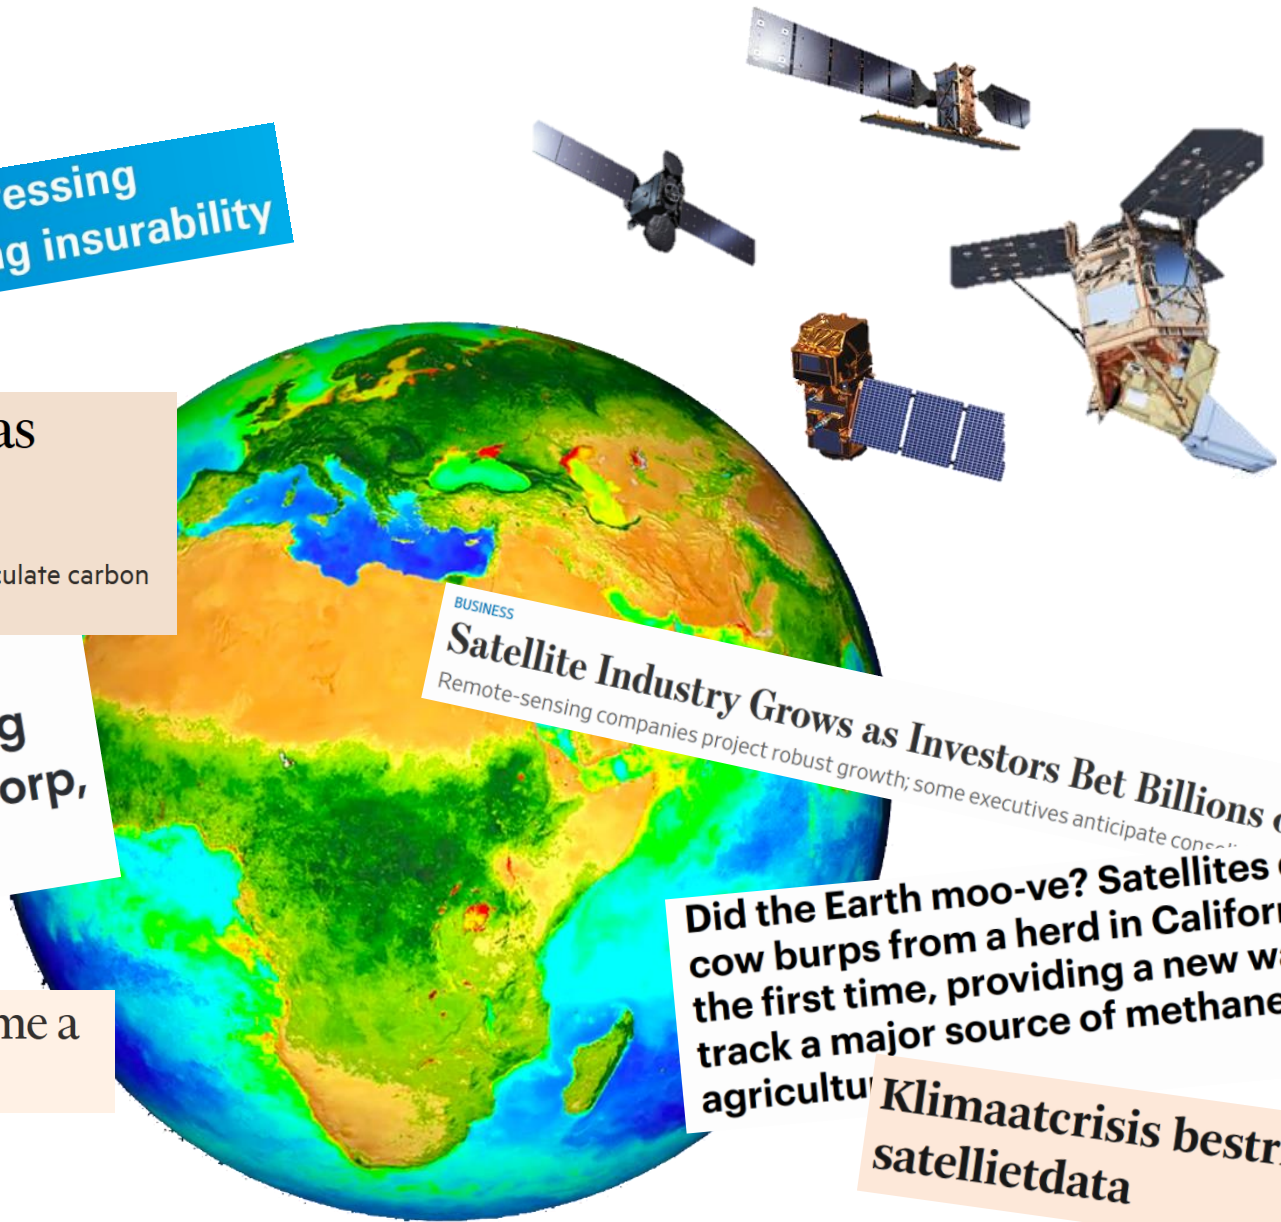 essing
g insurability
as
ulate carbon
g
orp,
me a
BUSINESS
Satellite Industry Grows as Investors Bet Billions
Remote-sensing companies project robust growth; some executives anticipate
Did the Earth moo-ve? Satellites
cow burps from a herd in Califor
the first time, providing a new wa
track a major source of methane
agricultu
Klimaatcrisis bestr
satellietdata